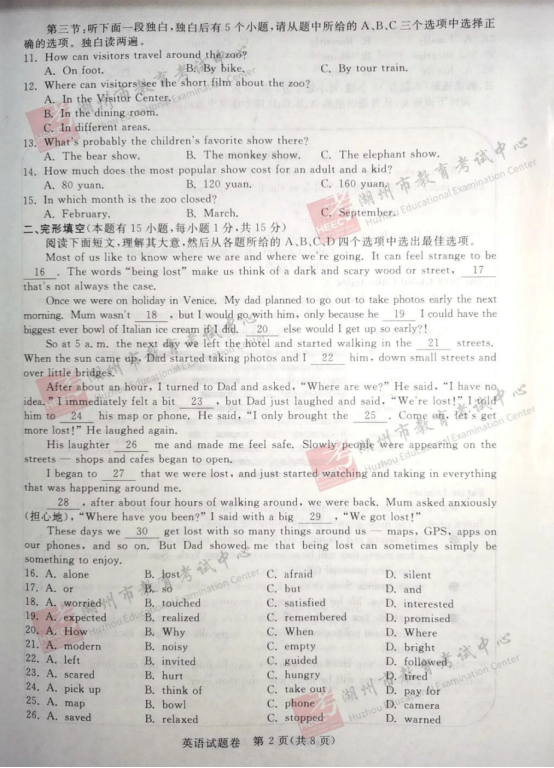 第三节:听下面一段独白,独白后有5个小题,请从题中所给的A、B、C三个选项中选择正
确的选项。独白读两遍。
11. How can visitors travel around the zoo?
A. On foot. B. By bike. C. By tour train.
12. Where can visitors see the short film about the zoo?
A. In the Visitor Center.
B. In the dining room.
C. In different areas.
13. What's probably the children's favorite show there?
A. The bear show. B. The monkey show. C. The elephant show.
14. How much does the most popular show cost for an adult and a kid?
A. 80 yuan. B. 120 yuan. C. 160 yuan.
15. In which month is the zoo closed?
A. February. B. March. C. September.
二、完形填空(本题有15小题,每小题1分,共15分)
阅读下面短文,理解其大意,然后从各题所给的A、B、C、D四个选项中选出最佳选项。
Most of us like to know where we are and where we're going. It can feel strange to be
16 . The words "being lost" make us think of a dark and scary wood or street, 17
that's not always the case.
Once we were on holiday in Venice. My dad planned to go out to take photos early the next
morning. Mum wasn't 18 , but I would go with him, only because he 19 I could have the
biggest ever bowl of Italian ice cream if I did. 20 else would I get up so early?!
So at 5 a.m. the next day we left the hotel and started walking in the 21 streets.
When the sun came up, Dad started taking photos and I 22 him, down small streets and
over little bridges.
After about an hour, I turned to Dad and asked, "Where are we?" He said, "I have no
idea." I immediately felt a bit 23 , but Dad just laughed and said, "We're lost!" I told
him to 24 his map or phone. He said, "I only brought the 25 . Come on, let's get
more lost!" He laughed again.
His laughter 26 me and made me feel safe. Slowly people were appearing on the
streets — shops and cafes began to open.
I began to 27 that we were lost, and just started watching and taking in everything
that was happening around me.
28 , after about four hours of walking around, we were back. Mum asked anxiously
(担心地), "Where have you been?" I said with a big 29 , "We got lost!"
These days we 30 get lost with so many things around us — maps, GPS, apps on
our phones, and so on. But Dad showed me that being lost can sometimes simply be
something to enjoy.
16. A. alone B. lost C. afraid D. silent
17. A. or B. so C. but D. and
18. A. worried B. touched C. satisfied D. interested
19. A. expected B. realized C. remembered D. promised
20. A. How B. Why C. When D. Where
21. A. modern B. noisy C. empty D. bright
22. A. left B. invited C. guided D. followed
23. A. scared B. hurt C. hungry D. tired
24. A. pick up B. think of C. take out D. pay for
25. A. map B. bowl C. phone D. camera
26. A. saved B. relaxed C. stopped D. warned
英语试题卷 第2页(共8页)
湖州市教育考试中心
Huzhou Educational Examination Center
HEEC